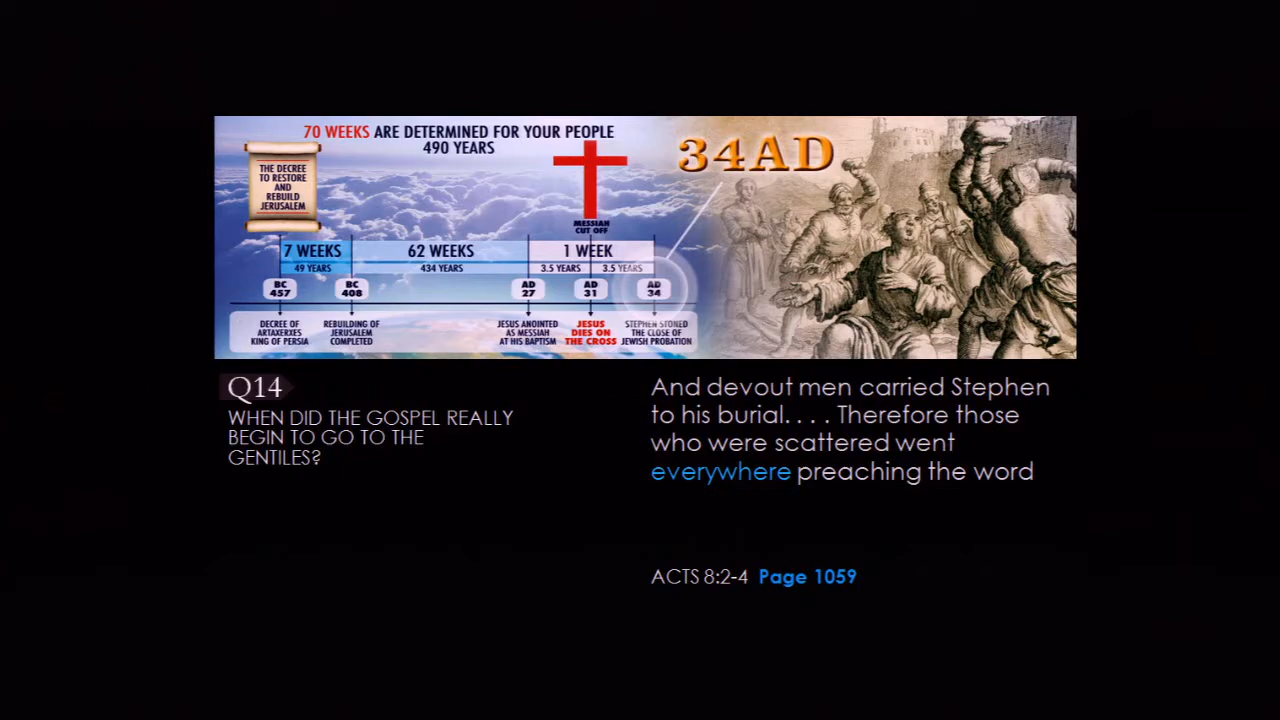 70 WEEKS ARE DETERMINED FOR YOUR PEOPLE
490 YEARS
34AD
THE DECREE
TO RESTORE
AND
REBUILD
JERUSALEM
MESSIAH
CUT OFF
7 WEEKS
62 WEEKS
1 WEEK
49 YEARS
434 YEARS
3.5 YEARS
3.5 YEARS
BC
457
BC
408
AD
27
AD
31
AD
34
DECREE OF
ARTAXERXES
KING OF PERSIA
REBUILDING OF
JERUSALEM
COMPLETED
JESUS ANOINTED
AS MESSIAH
AT HIS BAPTISM
JESUS
DIES ON
THE CROSS
STEPHEN STONED
THE CLOSE OF
JEWISH PROBATION
Q14
WHEN DID THE GOSPEL REALLY
BEGIN TO GO TO THE
GENTILES?
And devout men carried Stephen
to his burial. . . . Therefore those
who were scattered went
everywhere preaching the word
ACTS 8:2-4 Page 1059